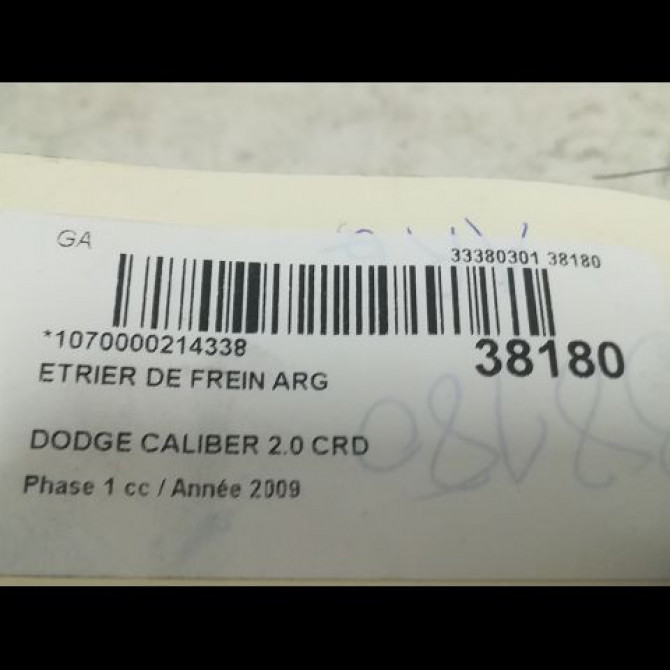 GA
33380301 38180
*1070000214338
38180
ETRIER DE FREIN ARG
DODGE CALIBER 2.0 CRD
Phase 1 cc / Année 2009